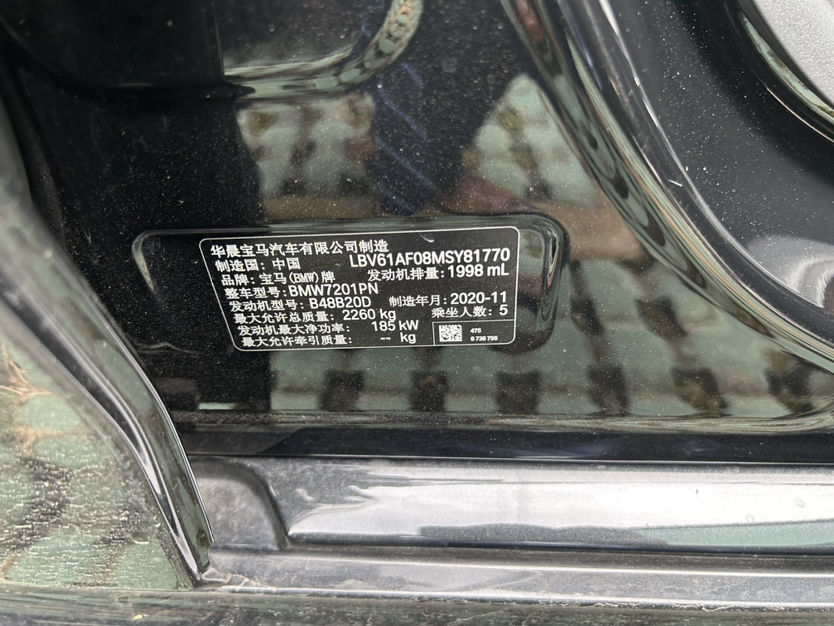 华晨宝马汽车有限公司制造
制造国：中国 LBV61AF08MSY81770
品牌：宝马(BMW)牌 发动机排量：1998 mL
整车型号：BMW7201PN
发动机型号：B48B20D 制造年月：2020-11
最大允许总质量：2260 kg 乘坐人数：5
发动机最大净功率： 185 kW
最大允许牵引质量： -- kg
475
8 736 756